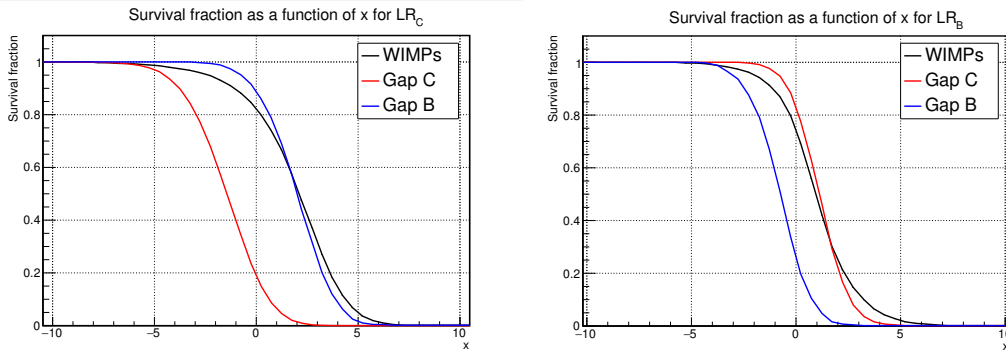 Survival fraction as a function of x for LR_C
Survival fraction
1
0.8
0.6
0.4
0.2
0
−10
−5
0
5
10
x
WIMPs
Gap C
Gap B
Survival fraction as a function of x for LR_B
Survival fraction
1
0.8
0.6
0.4
0.2
0
−10
−5
0
5
10
x
WIMPs
Gap C
Gap B